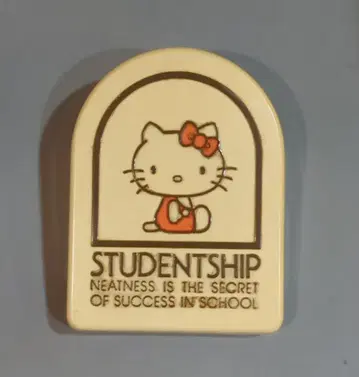 STUDENTSHIP
NEATNESS IS THE SECRET
OF SUCCESS IN SCHOOL